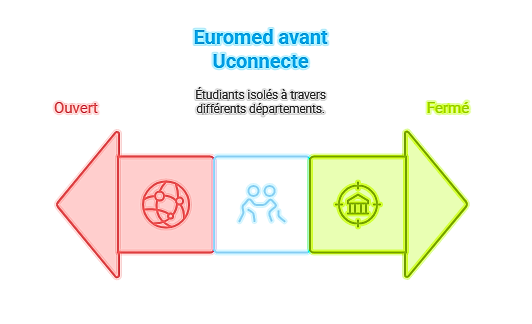 Euromed avant
Uconnecte
Étudiants isolés à travers
différents départements.
Ouvert
Fermé